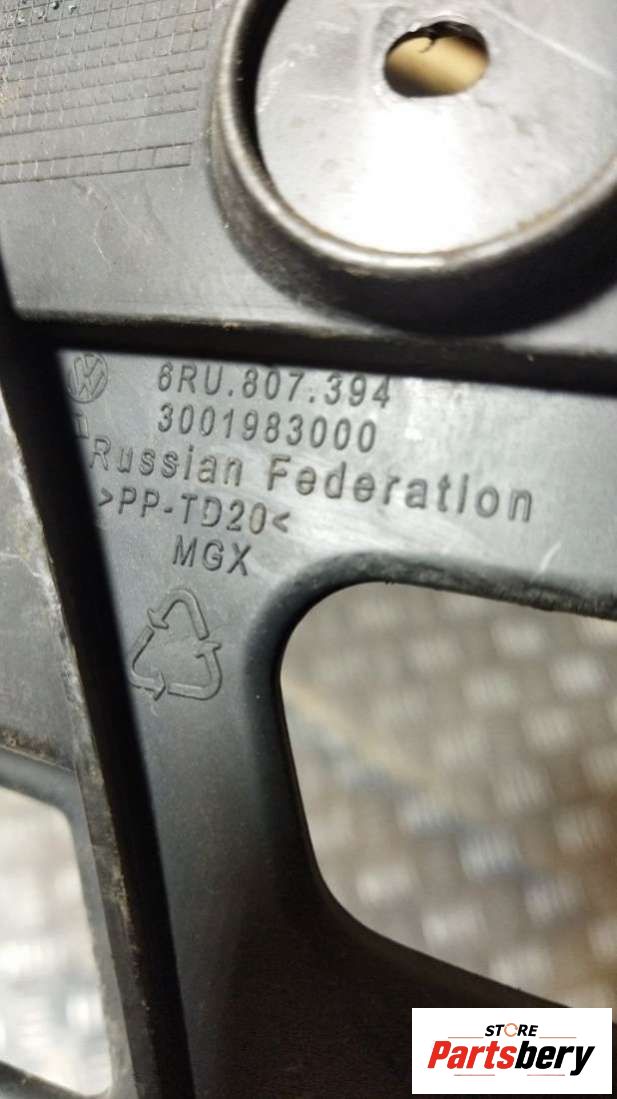 6RU.807.394
3001983000
Russian Federation
>PP-TD20<
MGX
STORE
Partsbery